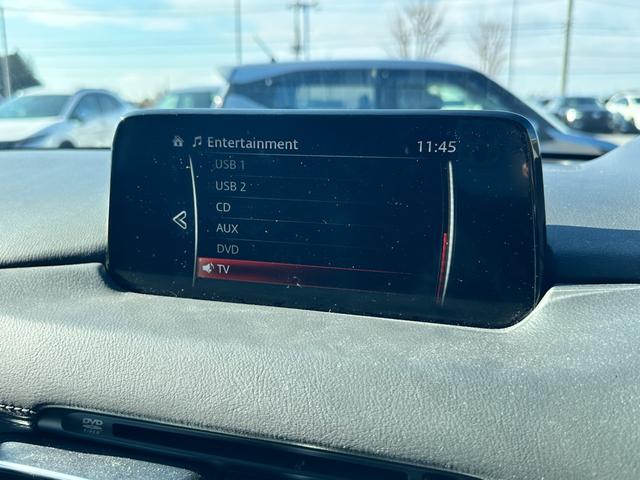 Entertainment 11:45
USB 1
USB 2
CD
AUX
DVD
TV
DVD